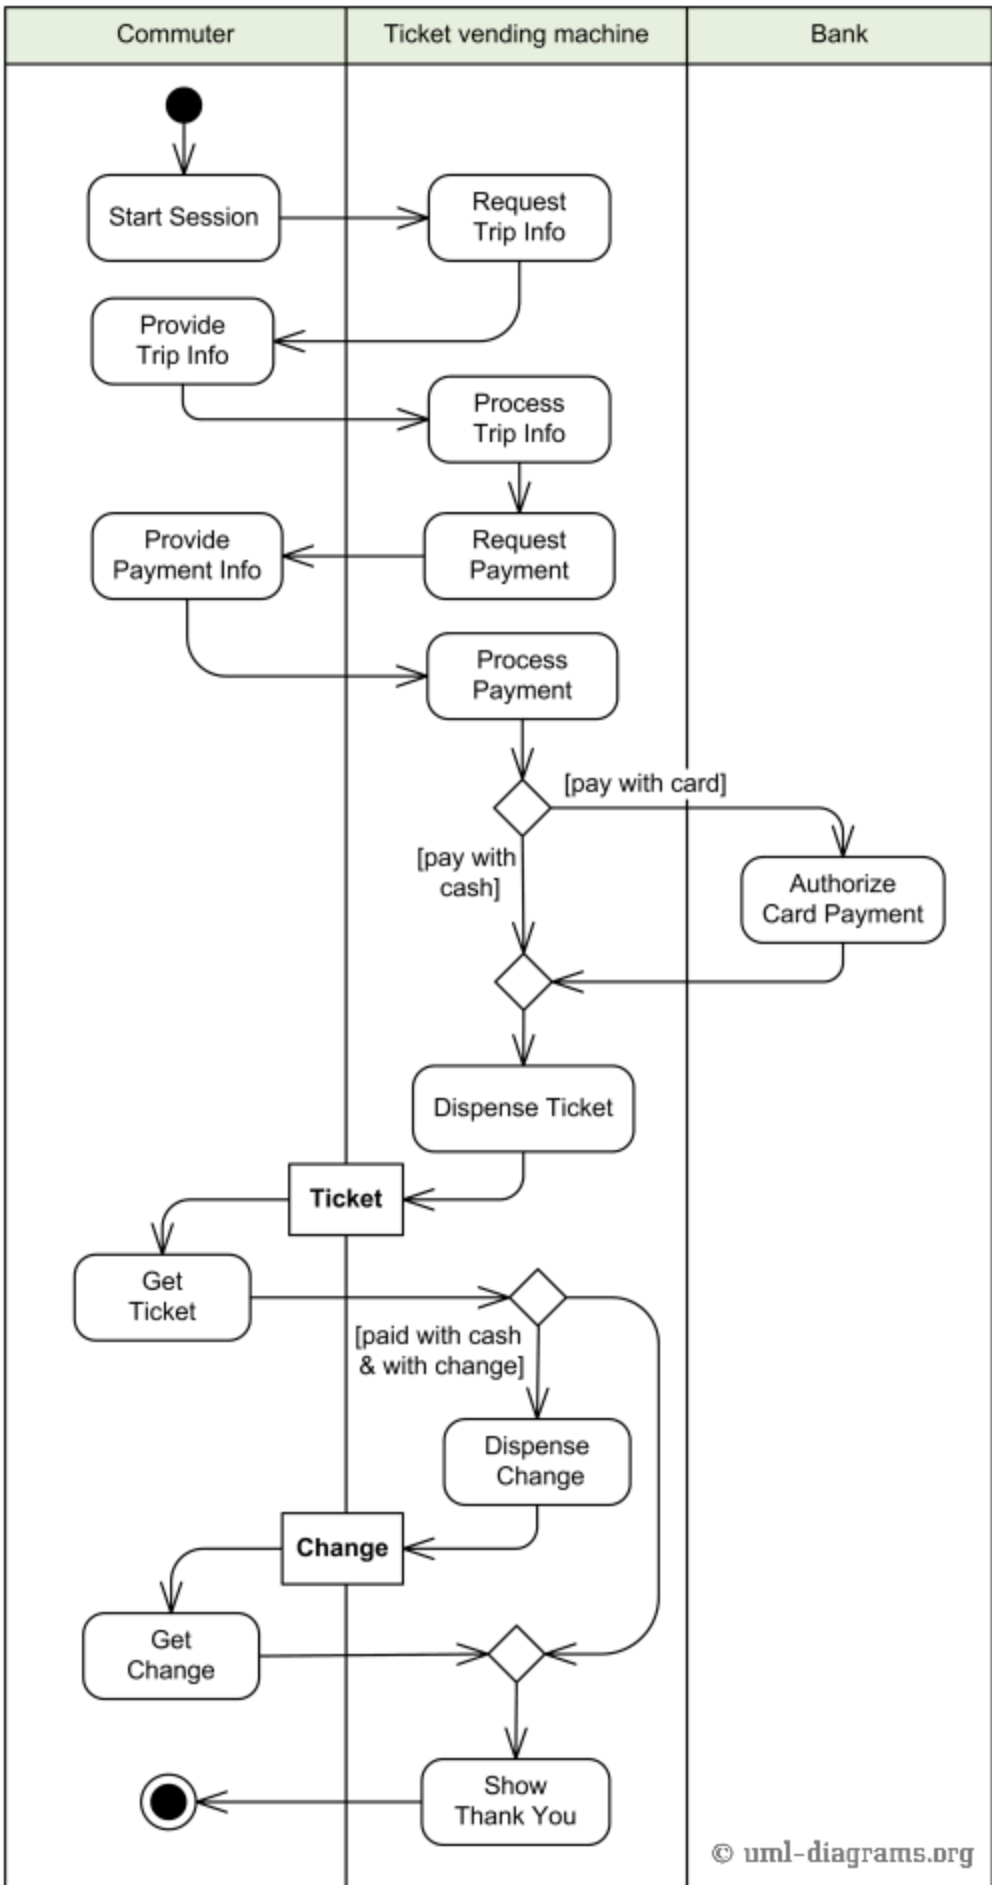 Commuter
Ticket vending machine
Bank
Start Session
Request
Trip Info
Provide
Trip Info
Process
Trip Info
Request
Payment
Provide
Payment Info
Process
Payment
[pay with card]
[pay with
cash]
Authorize
Card Payment
Dispense Ticket
Ticket
Get
Ticket
[paid with cash
& with change]
Dispense
Change
Change
Get
Change
Show
Thank You
© uml-diagrams.org